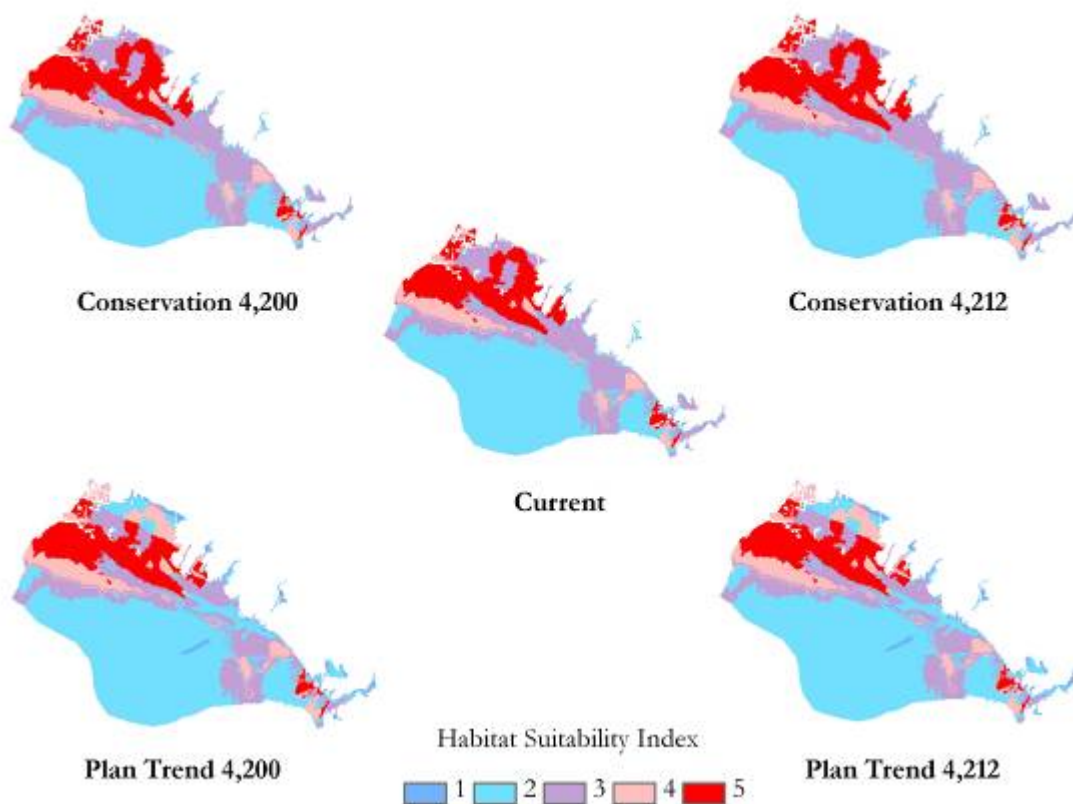 Conservation 4,200
Conservation 4,212
Current
Plan Trend 4,200
Plan Trend 4,212
Habitat Suitability Index
1 2 3 4 5